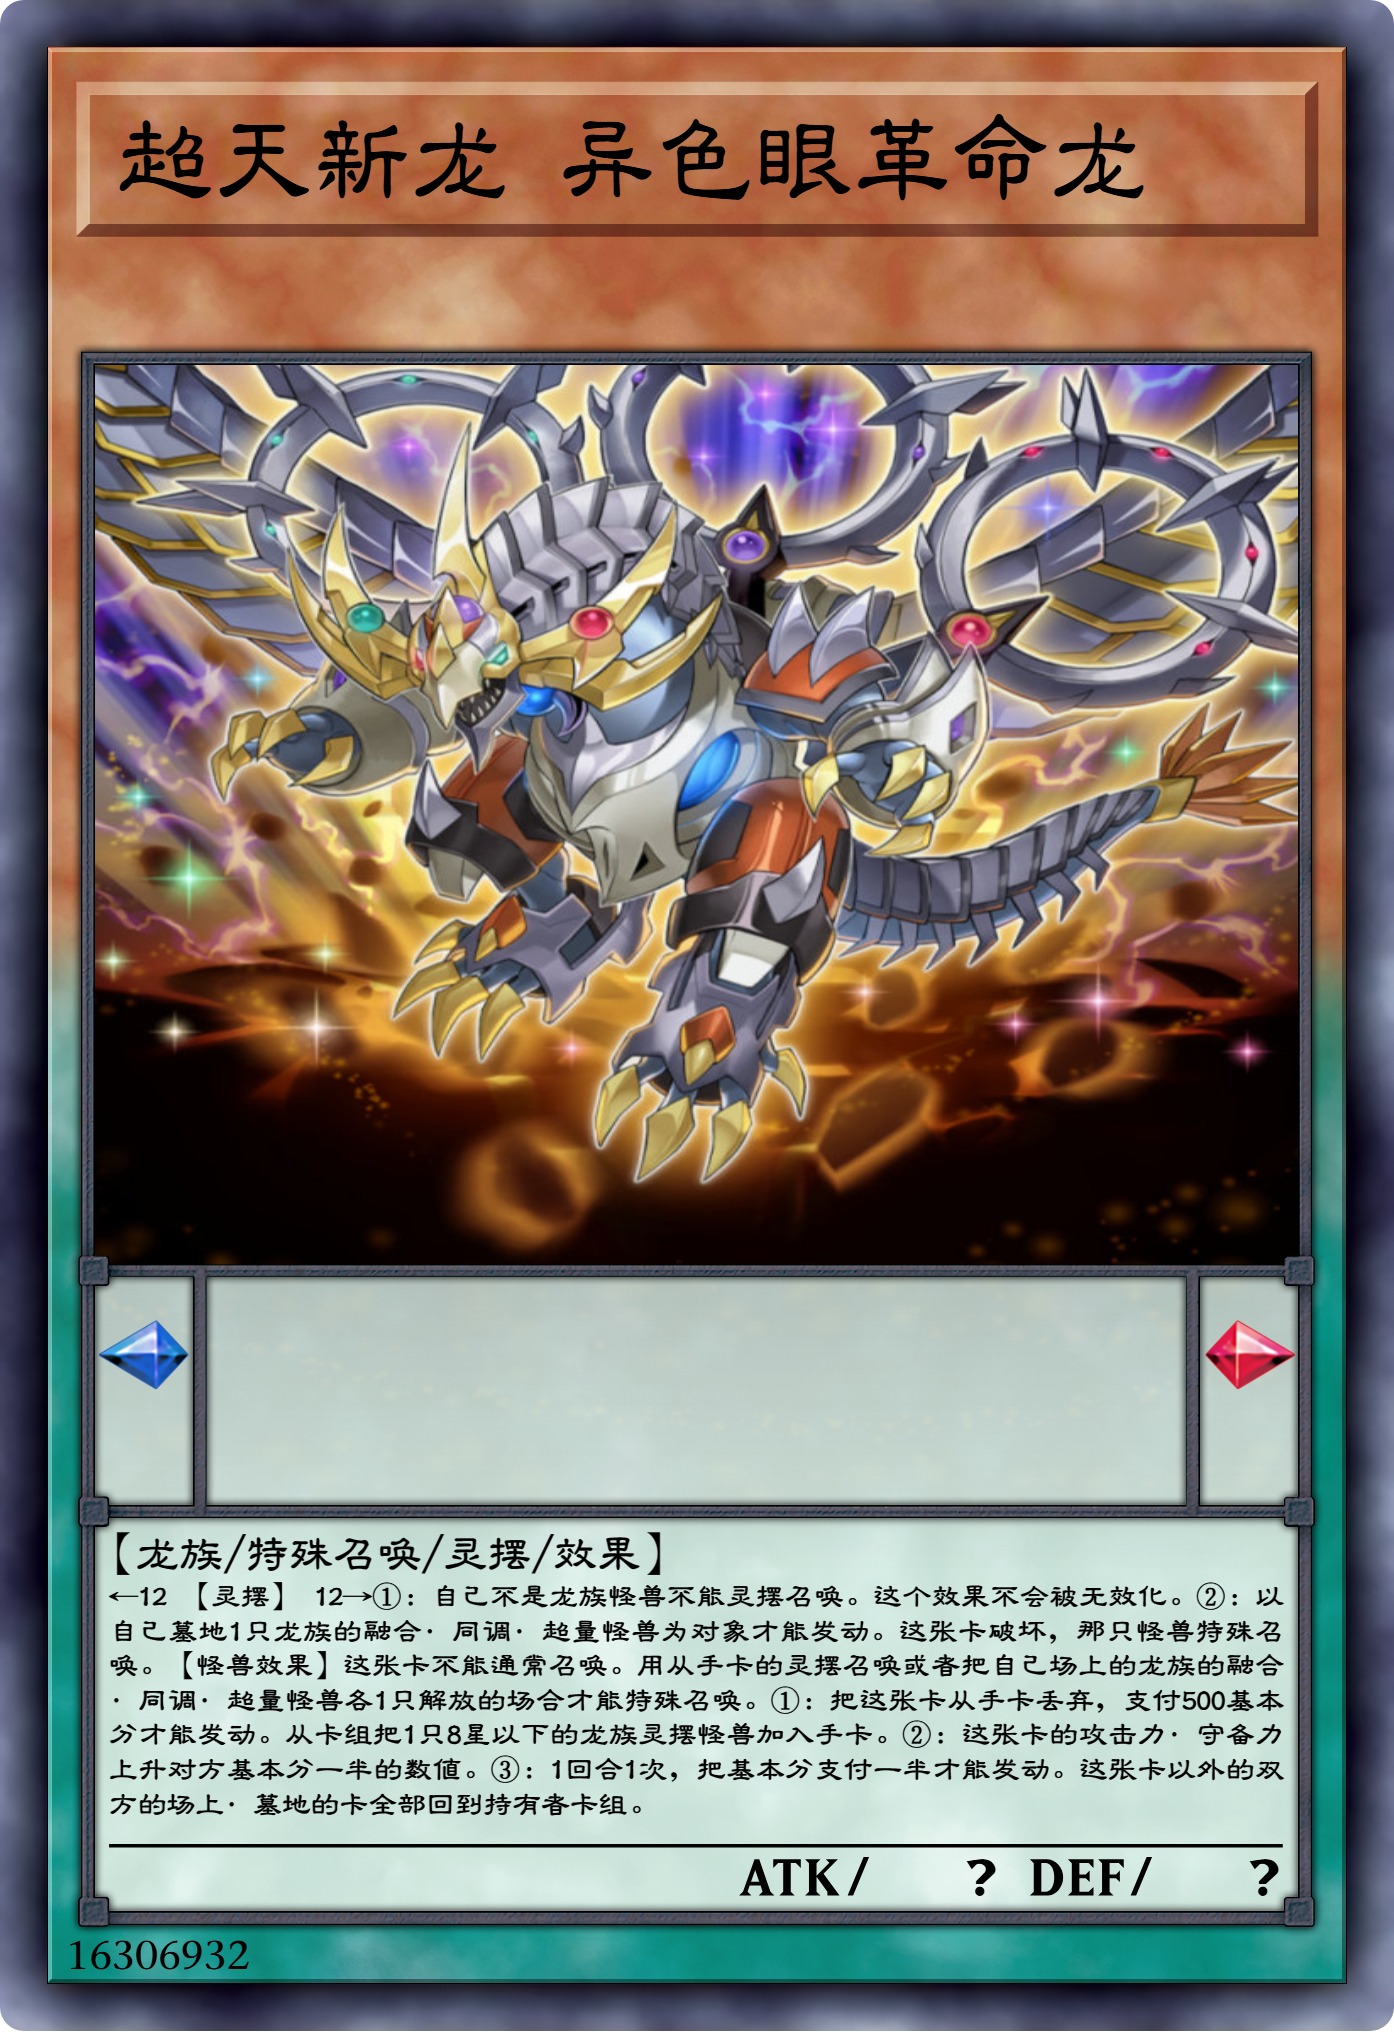 超天新龙 异色眼革命龙
【龙族/特殊召唤/灵摆/效果】
←12 【灵摆】 12→①：自己不是龙族怪兽不能灵摆召唤。这个效果不会被无效化。②：以
自己墓地1只龙族的融合·同调·超量怪兽为对象才能发动。这张卡破坏，那只怪兽特殊召
唤。【怪兽效果】这张卡不能通常召唤。用从手卡的灵摆召唤或者把自己场上的龙族的融合
·同调·超量怪兽各1只解放的场合才能特殊召唤。①：把这张卡从手卡丢弃，支付500基本
分才能发动。从卡组把1只8星以下的龙族灵摆怪兽加入手卡。②：这张卡的攻击力·守备力
上升对方基本分一半的数值。③：1回合1次，把基本分支付一半才能发动。这张卡以外的双
方的场上·墓地的卡全部回到持有者卡组。
ATK/ ? DEF/ ?
16306932